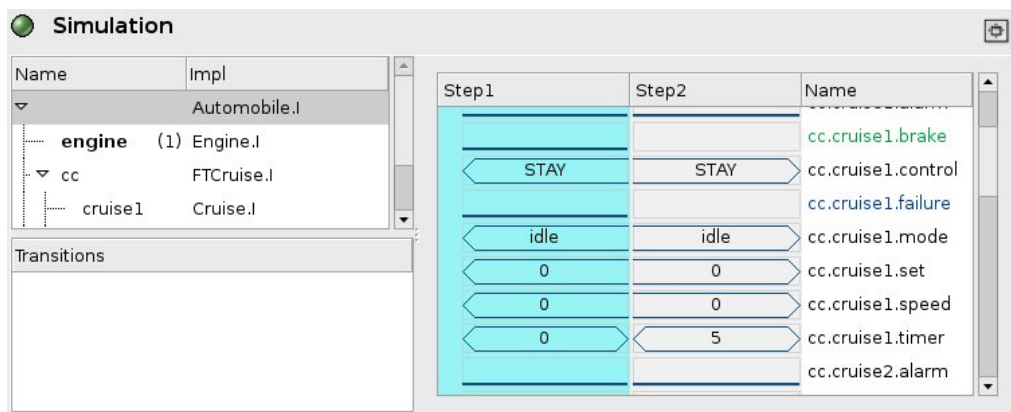 Simulation
Name Impl
Automobile.I
engine (1) Engine.I
cc FTCruise.I
cruise1 Cruise.I
Transitions
Step1 Step2 Name
cc.cruise1.brake
STAY STAY cc.cruise1.control
cc.cruise1.failure
idle idle cc.cruise1.mode
0 0 cc.cruise1.set
0 0 cc.cruise1.speed
0 5 cc.cruise1.timer
cc.cruise2.alarm